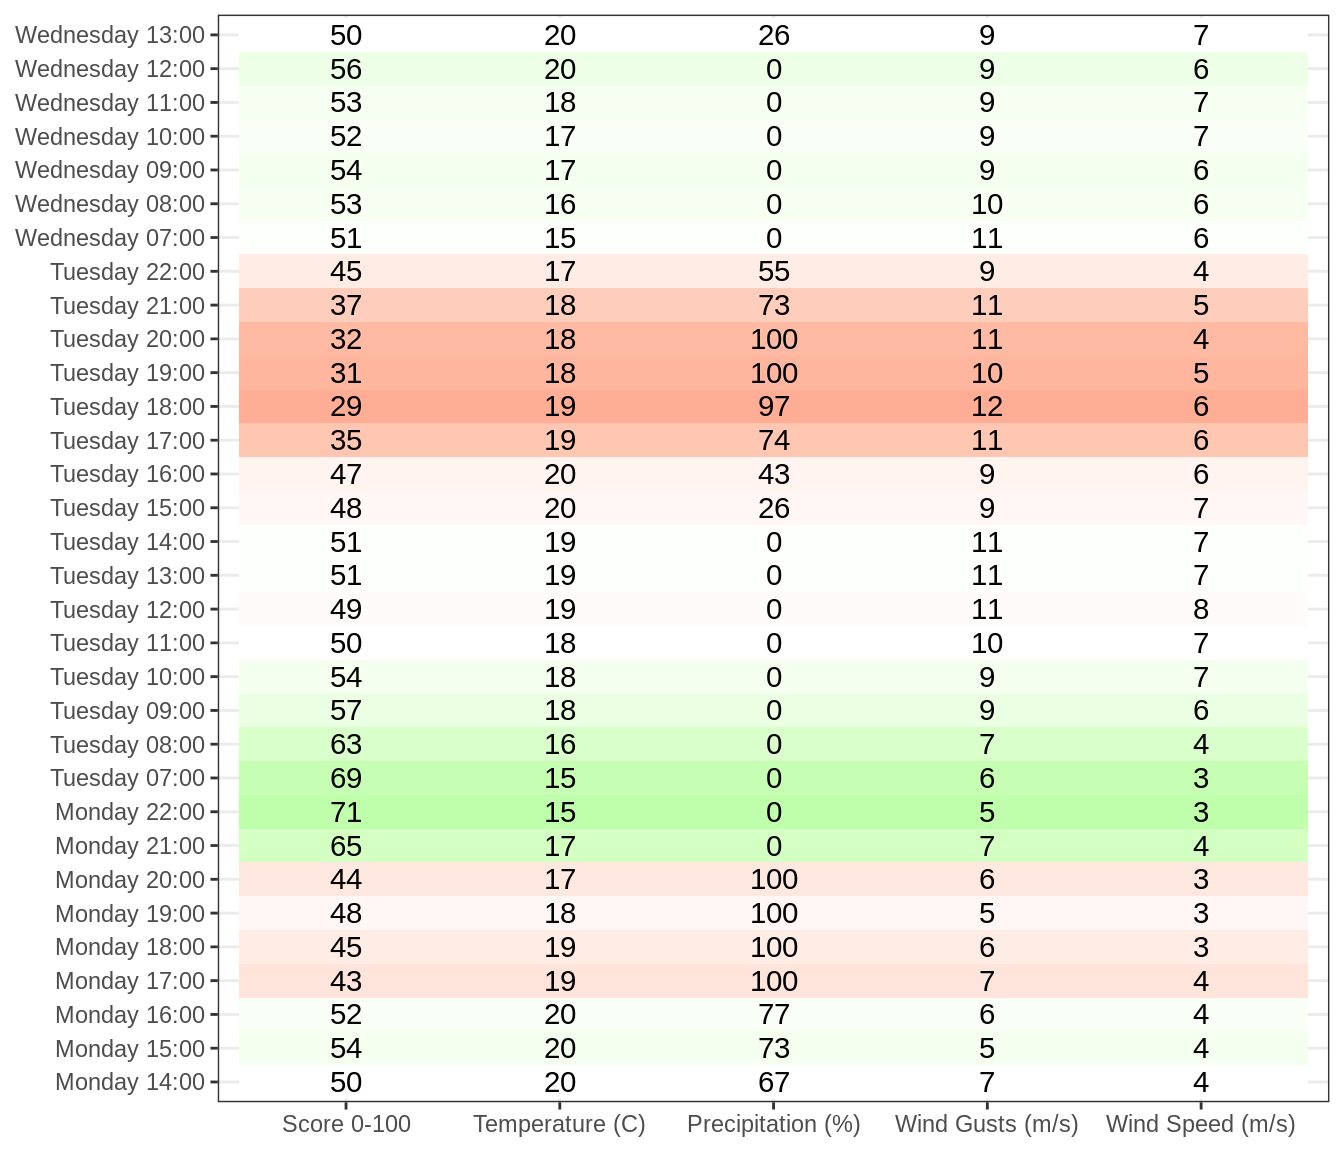 Wednesday 13:00 50 20 26 9 7
Wednesday 12:00 56 20 0 9 6
Wednesday 11:00 53 18 0 9 7
Wednesday 10:00 52 17 0 9 7
Wednesday 09:00 54 17 0 9 6
Wednesday 08:00 53 16 0 10 6
Wednesday 07:00 51 15 0 11 6
Tuesday 22:00 45 17 55 9 4
Tuesday 21:00 37 18 73 11 5
Tuesday 20:00 32 18 100 11 4
Tuesday 19:00 31 18 100 10 5
Tuesday 18:00 29 19 97 12 6
Tuesday 17:00 35 19 74 11 6
Tuesday 16:00 47 20 43 9 6
Tuesday 15:00 48 20 26 9 7
Tuesday 14:00 51 19 0 11 7
Tuesday 13:00 51 19 0 11 7
Tuesday 12:00 49 19 0 11 8
Tuesday 11:00 50 18 0 10 7
Tuesday 10:00 54 18 0 9 7
Tuesday 09:00 57 18 0 9 6
Tuesday 08:00 63 16 0 7 4
Tuesday 07:00 69 15 0 6 3
Monday 22:00 71 15 0 5 3
Monday 21:00 65 17 0 7 4
Monday 20:00 44 17 100 6 3
Monday 19:00 48 18 100 5 3
Monday 18:00 45 19 100 6 3
Monday 17:00 43 19 100 7 4
Monday 16:00 52 20 77 6 4
Monday 15:00 54 20 73 5 4
Monday 14:00 50 20 67 7 4
Score 0-100 Temperature (C) Precipitation (%) Wind Gusts (m/s) Wind Speed (m/s)